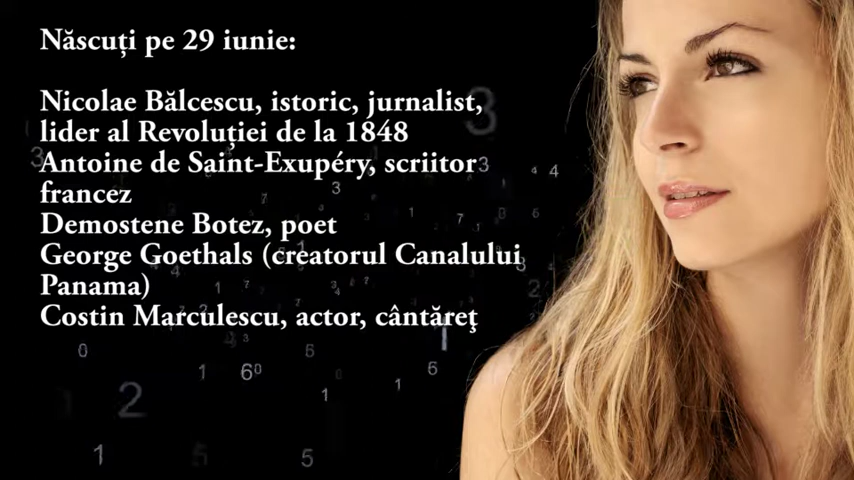 Născuți pe 29 iunie:
Nicolae Bălcescu, istoric, jurnalist,
lider al Revoluției de la 1848
Antoine de Saint-Exupéry, scriitor
francez
Demostene Botez, poet
George Goethals (creatorul Canalului
Panama)
Costin Marculescu, actor, cântăreţ